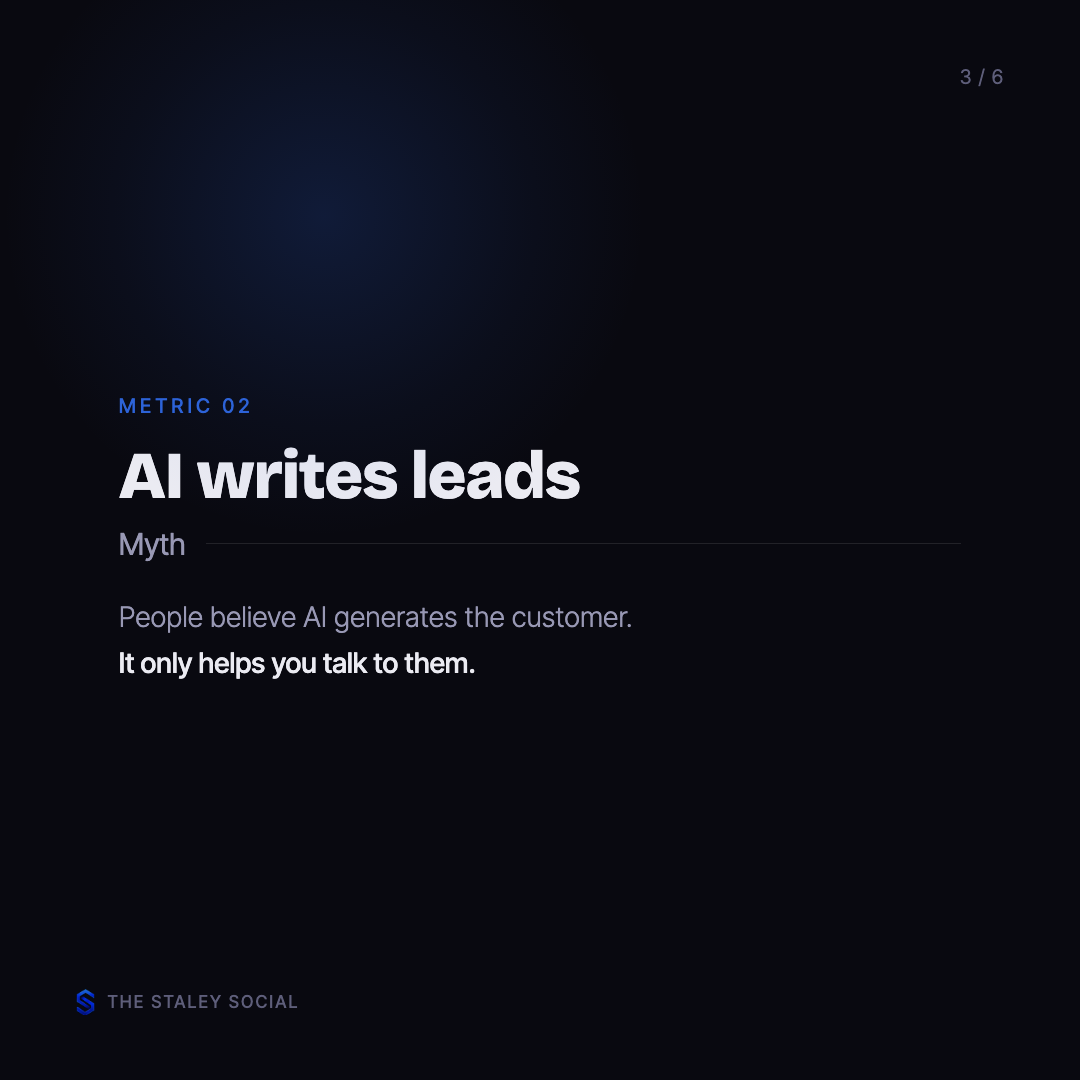 3 / 6
METRIC 02
AI writes leads
Myth
People believe AI generates the customer.
It only helps you talk to them.
THE STALEY SOCIAL